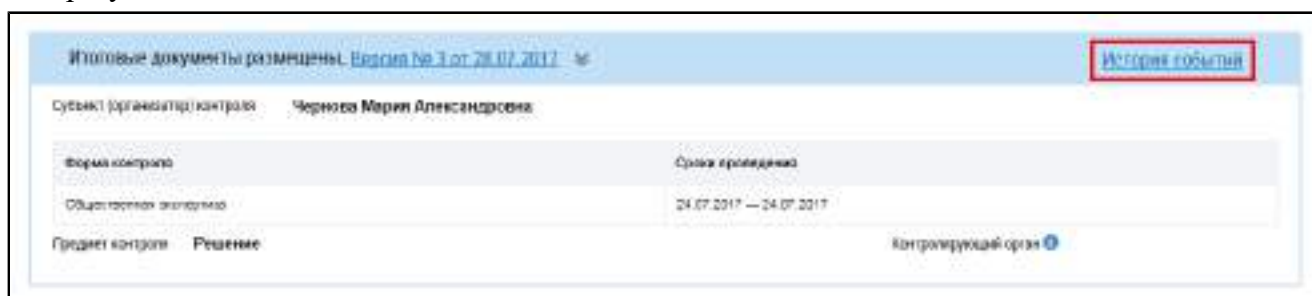 Итоговые документы размещены. Версия № 3 от 28.07.2017
История событий
Субъект (организатор) контроля Чернова Мария Александровна
Форма контроля Сроки проведения
Общественная экспертиза 24.07.2017 — 24.07.2017
Предмет контроля Решение Контролирующий орган